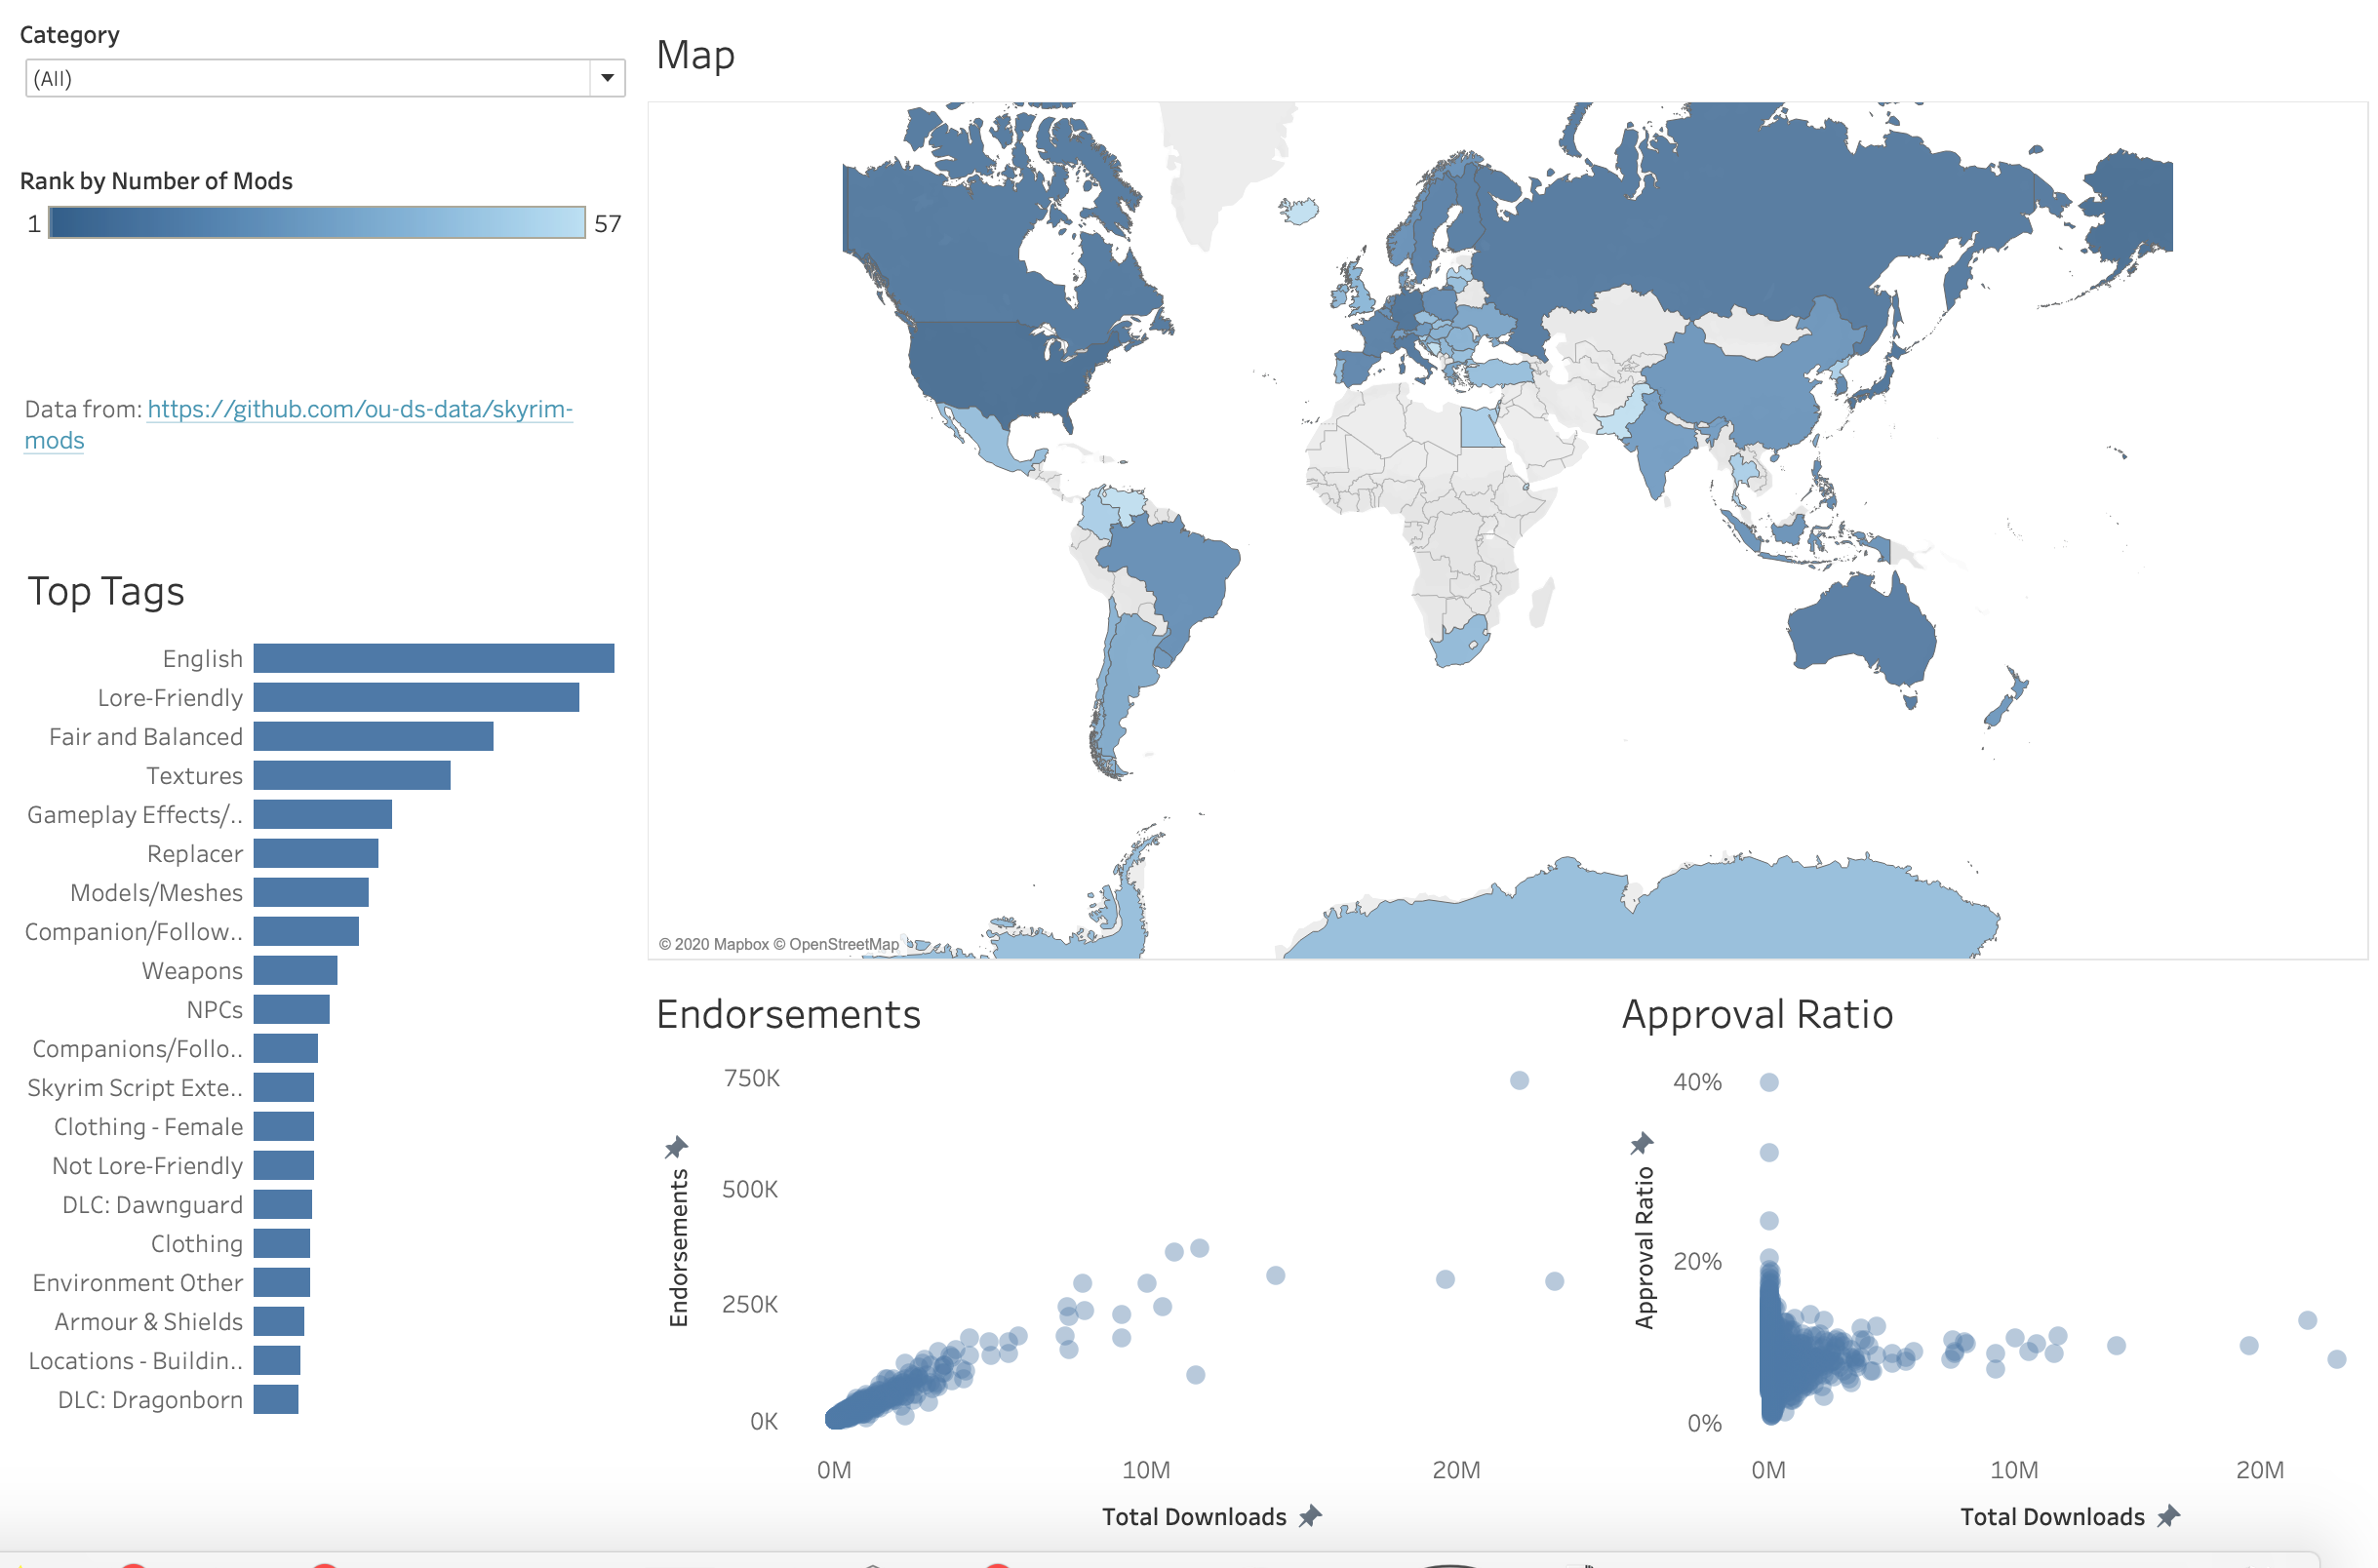 Category
(All)
Rank by Number of Mods
1
57
Data from: https://github.com/ou-ds-data/skyrim-
mods
Top Tags
English
Lore-Friendly
Fair and Balanced
Textures
Gameplay Effects/..
Replacer
Models/Meshes
Companion/Follow..
Weapons
NPCs
Companions/Follo..
Skyrim Script Exte..
Clothing - Female
Not Lore-Friendly
DLC: Dawnguard
Clothing
Environment Other
Armour & Shields
Locations - Buildin..
DLC: Dragonborn
Map
© 2020 Mapbox © OpenStreetMap
Endorsements
750K
500K
250K
0K
Endorsements
0M
10M
20M
Total Downloads
Approval Ratio
40%
20%
0%
Approval Ratio
0M
10M
20M
Total Downloads